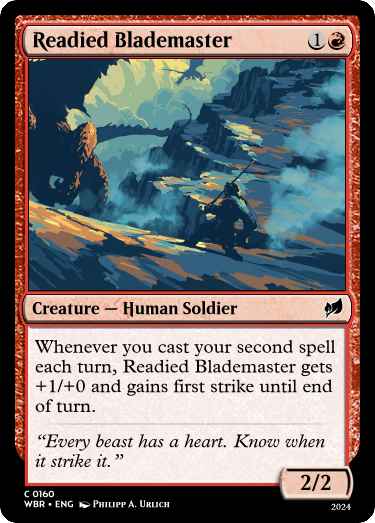 Readied Blademaster 1
Creature — Human Soldier
Whenever you cast your second spell
each turn, Readied Blademaster gets
+1/+0 and gains first strike until end
of turn.
“Every beast has a heart. Know when
it strike it.”
2/2
C 0160
WBR • ENG Philipp A. Urlich
2024